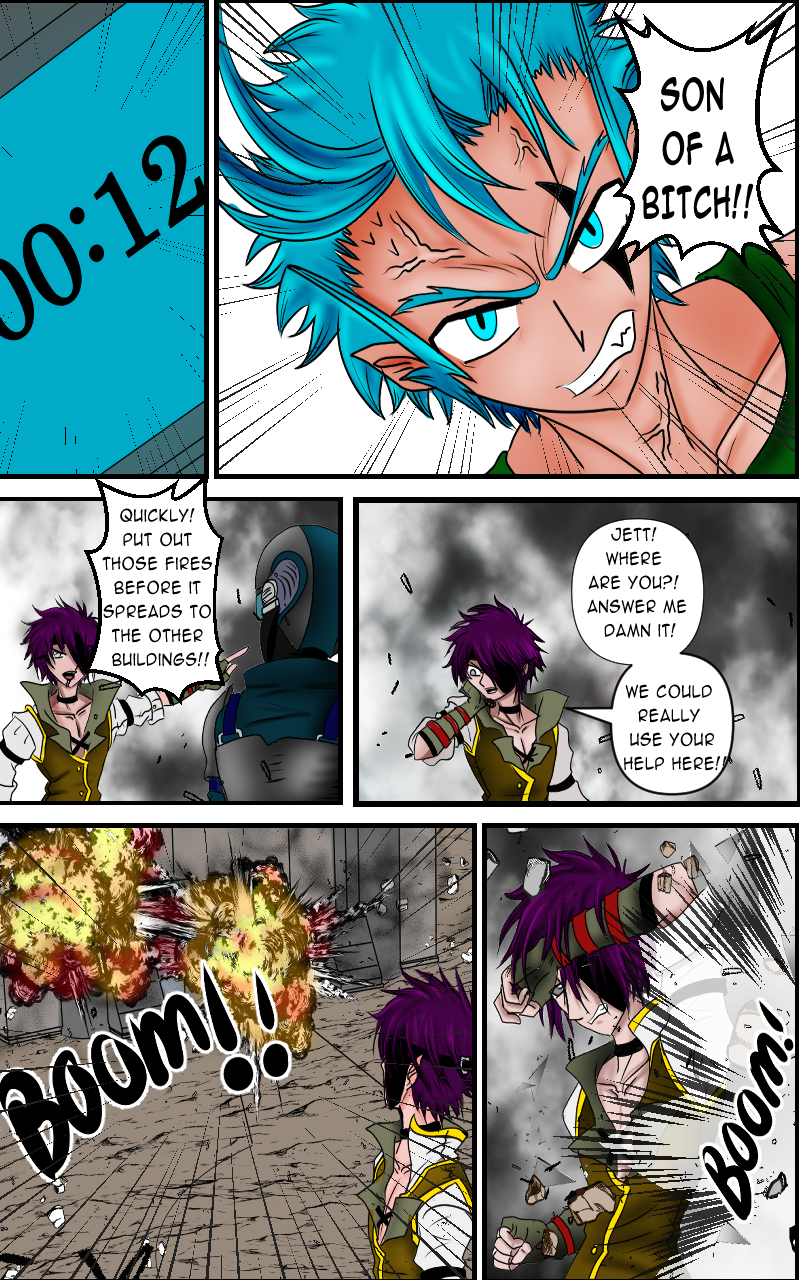 00:12
SON
OF A
BITCH!!
QUICKLY!
PUT OUT
THOSE FIRES
BEFORE IT
SPREADS TO
THE OTHER
BUILDINGS!!
JETT!
WHERE
ARE YOU?!
ANSWER ME
DAMN IT!
WE COULD
REALLY
USE YOUR
HELP HERE!!
BOOM!!
BOOM!